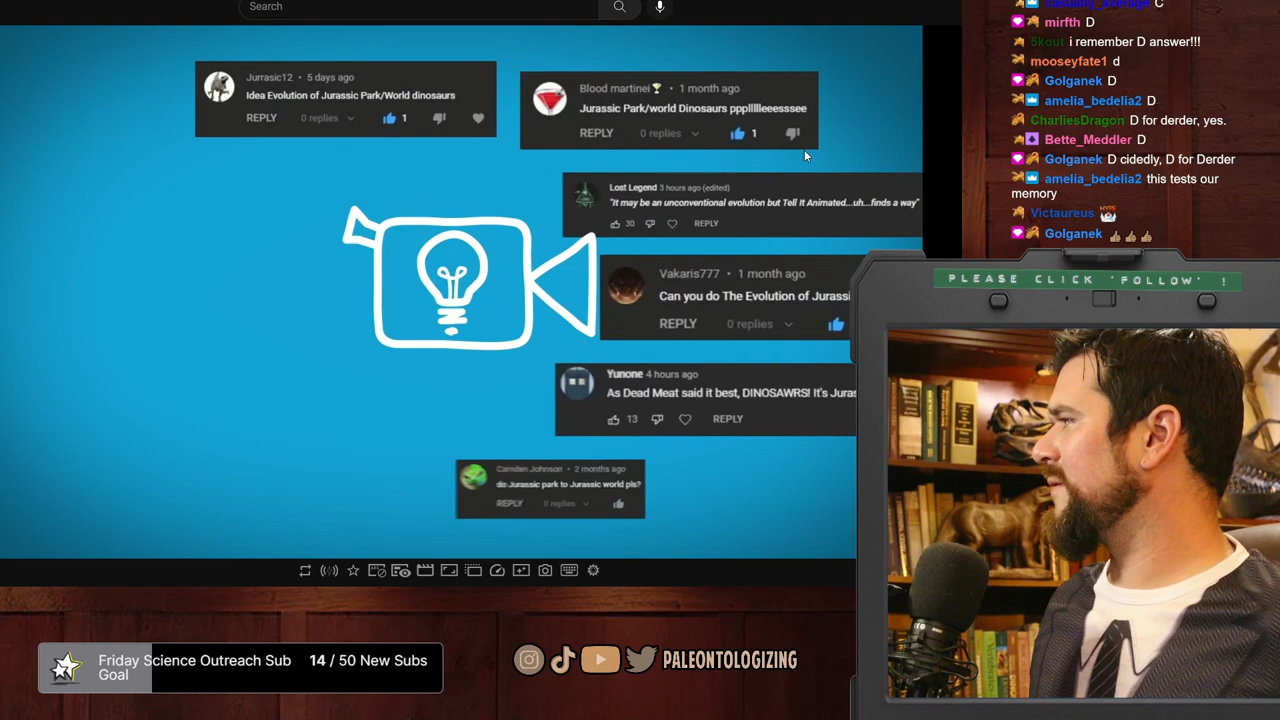 Search
Jurrasic12 • 5 days ago
Idea Evolution of Jurassic Park/World dinosaurs
REPLY 0 replies 1
Blood martinei • 1 month ago
Jurassic Park/world Dinosaurs ppplllleeesssee
REPLY 0 replies 1
Lost Legend 3 hours ago (edited)
"It may be an unconventional evolution but Tell It Animated...uh...finds a way"
30 REPLY
Vakaris777 • 1 month ago
Can you do The Evolution of Jurassi
REPLY 0 replies
Yunone 4 hours ago
As Dead Meat said it best, DINOSAWRS! It's Juras
13 REPLY
Camden Johnson • 2 months ago
do Jurassic park to Jurassic world pls?
REPLY 0 replies
casually_average C
mirfth D
5kout i remember D answer!!!
mooseyfate1 d
Golganek D
amelia_bedelia2 D
CharliesDragon D for derder, yes.
Bette_Meddler D
Golganek D cidedly, D for Derder
amelia_bedelia2 this tests our
memory
Victaureus HYPE
Golganek
PLEASE CLICK 'FOLLOW' !
Friday Science Outreach Sub 14 / 50 New Subs
Goal
PALEONTOLOGIZING